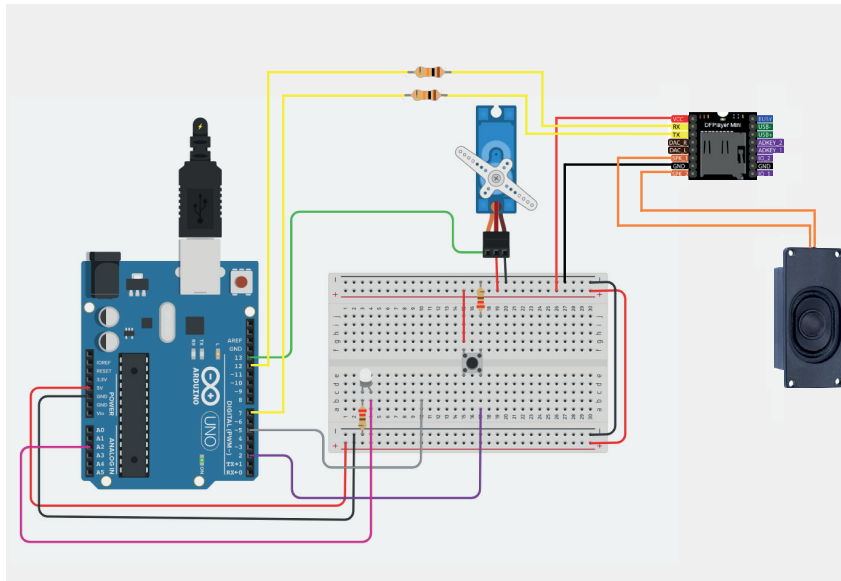 VCC
RX
TX
DAC_R
DAC_L
SPK_1
GND
SPK_2
DFPlayer Mini
BUSY
USB-
USB+
ADKEY_2
ADKEY_1
IO_2
GND
IO_1
AREF
GND
13
12
~11
~10
~9
8
7
~6
~5
4
~3
2
TX→1
RX←0
DIGITAL (PWM~)
TX
RX
L
ARDUINO
UNO
ON
IOREF
RESET
3.3V
5V
GND
GND
Vin
POWER
A0
A1
A2
A3
A4
A5
ANALOG IN
j
i
h
g
f
e
d
c
b
a